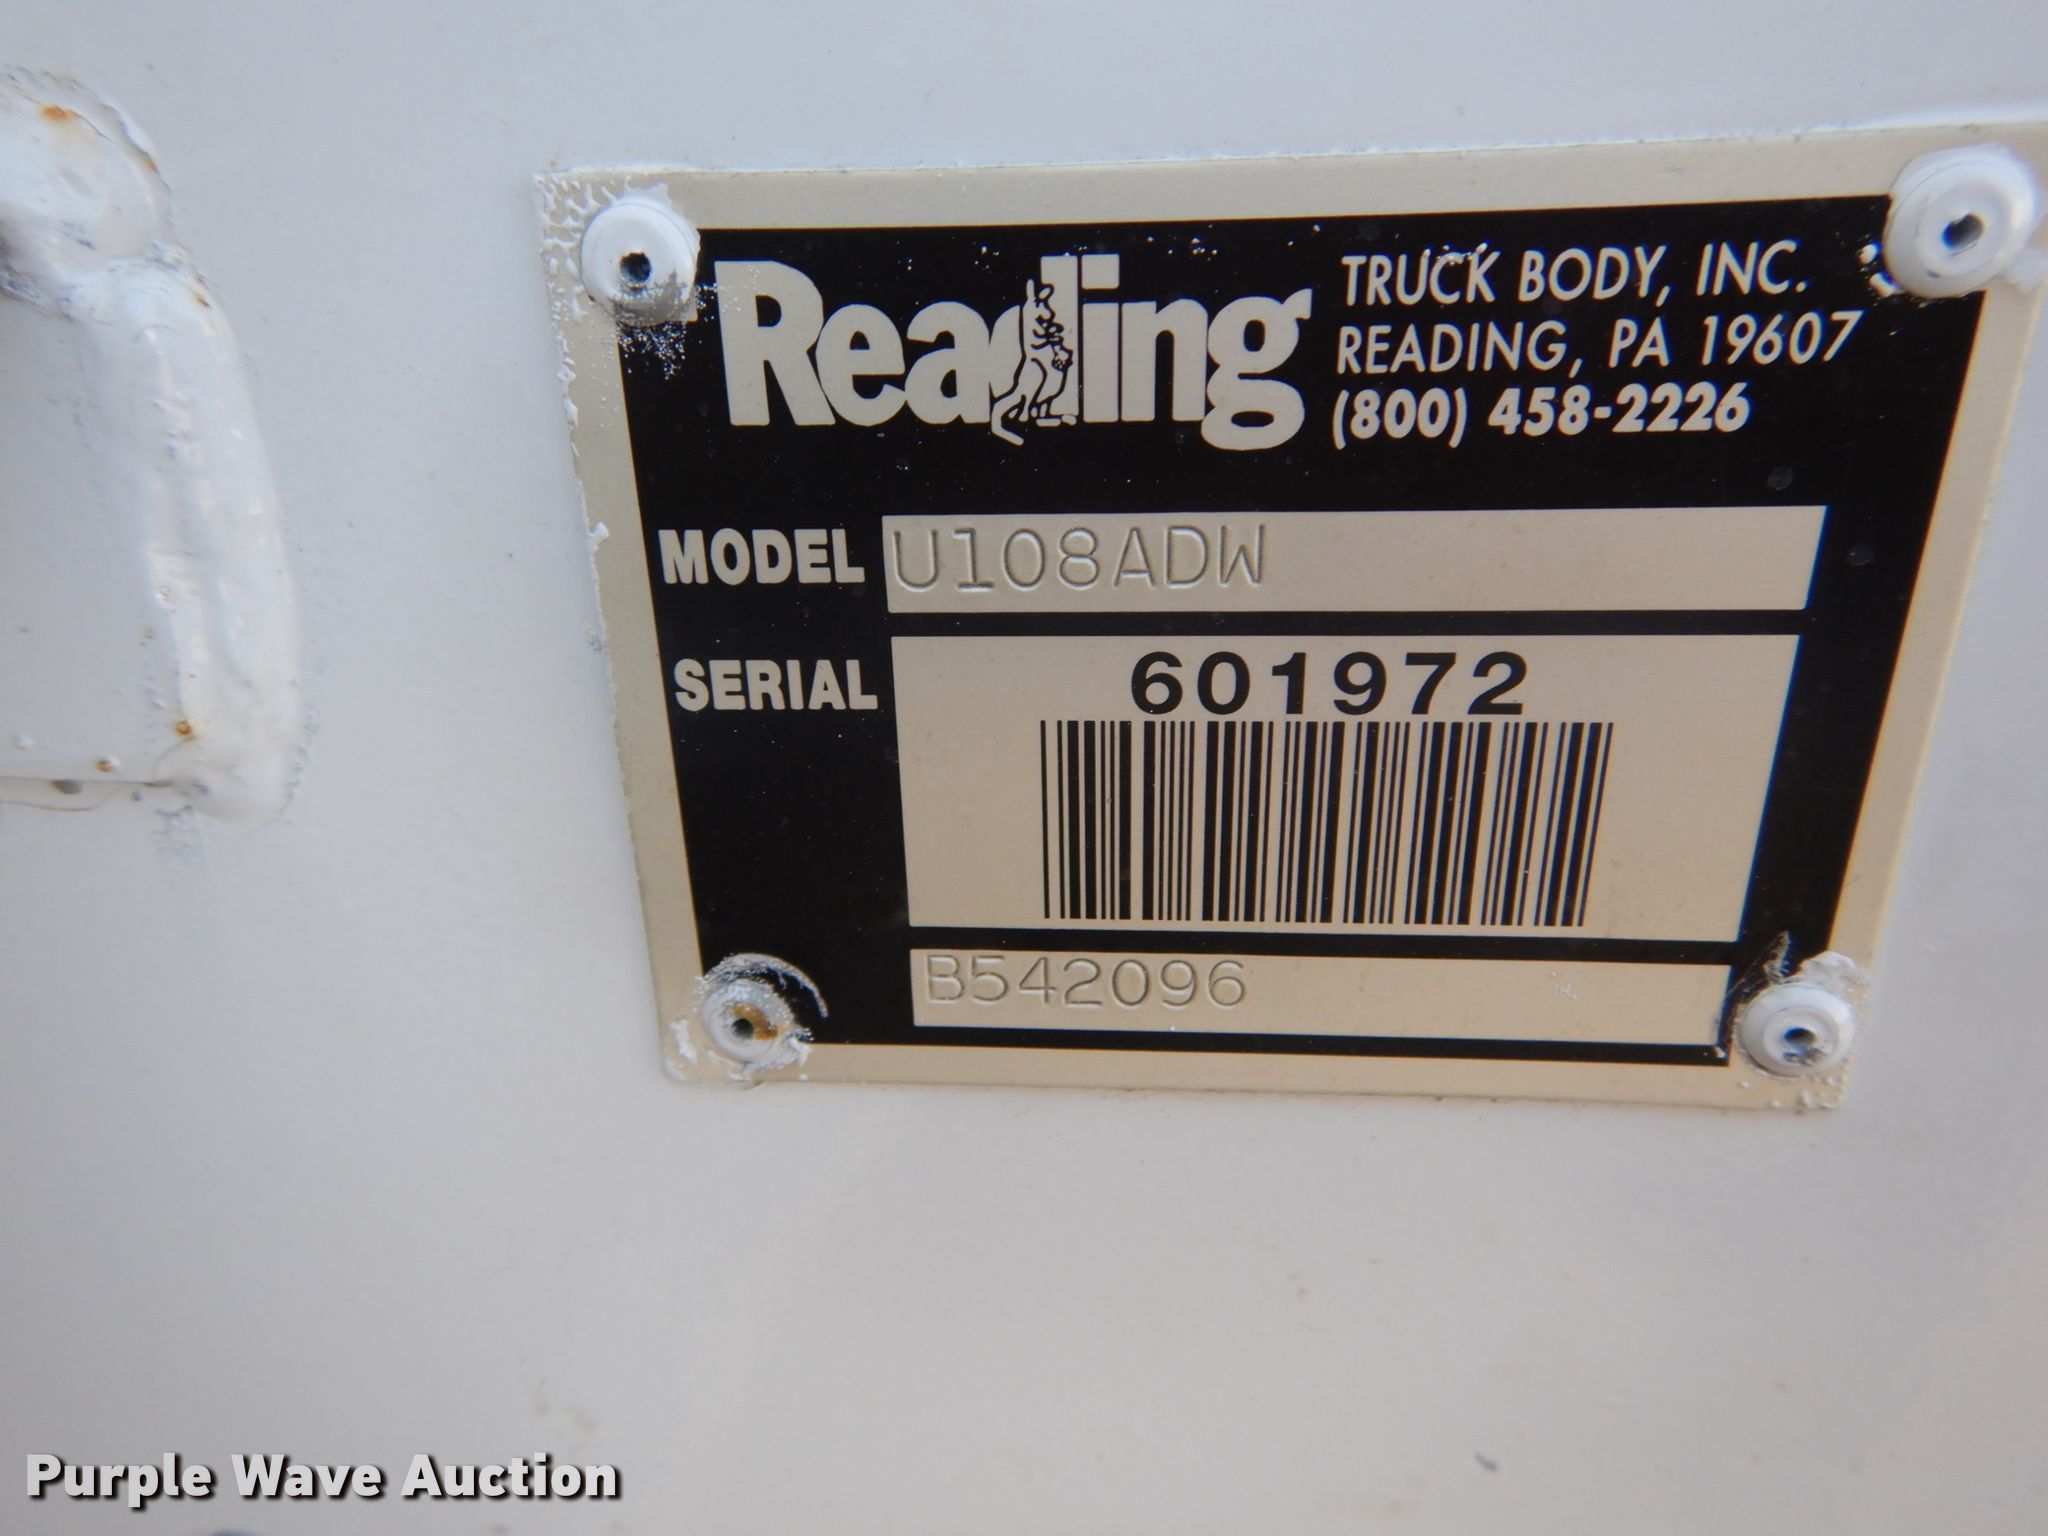 Reading
TRUCK BODY, INC.
READING, PA 19607
(800) 458-2226
MODEL U108ADW
SERIAL 601972
B542096
Purple Wave Auction